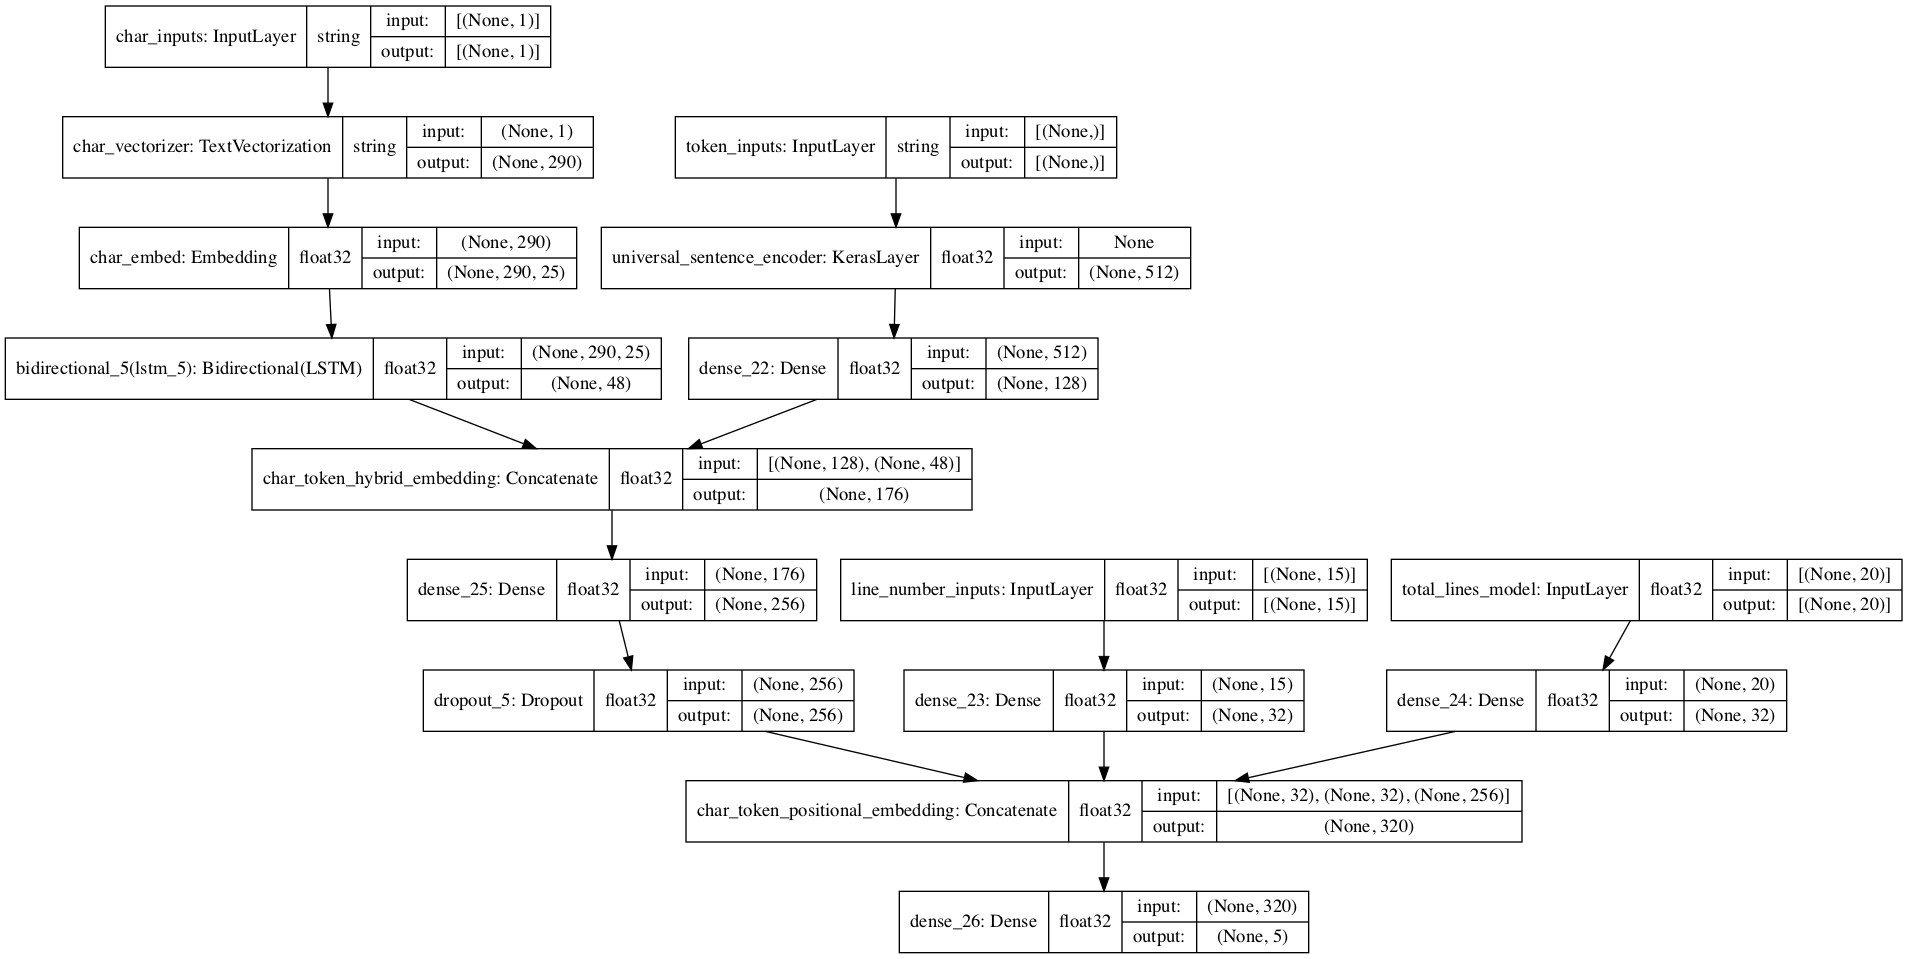 char_inputs: InputLayer string input: [(None, 1)]
output: [(None, 1)]
char_vectorizer: TextVectorization string input: (None, 1)
output: (None, 290)
token_inputs: InputLayer string input: [(None,)]
output: [(None,)]
char_embed: Embedding float32 input: (None, 290)
output: (None, 290, 25)
universal_sentence_encoder: KerasLayer float32 input: None
output: (None, 512)
bidirectional_5(lstm_5): Bidirectional(LSTM) float32 input: (None, 290, 25)
output: (None, 48)
dense_22: Dense float32 input: (None, 512)
output: (None, 128)
char_token_hybrid_embedding: Concatenate float32 input: [(None, 128), (None, 48)]
output: (None, 176)
dense_25: Dense float32 input: (None, 176)
output: (None, 256)
line_number_inputs: InputLayer float32 input: [(None, 15)]
output: [(None, 15)]
total_lines_model: InputLayer float32 input: [(None, 20)]
output: [(None, 20)]
dropout_5: Dropout float32 input: (None, 256)
output: (None, 256)
dense_23: Dense float32 input: (None, 15)
output: (None, 32)
dense_24: Dense float32 input: (None, 20)
output: (None, 32)
char_token_positional_embedding: Concatenate float32 input: [(None, 32), (None, 32), (None, 256)]
output: (None, 320)
dense_26: Dense float32 input: (None, 320)
output: (None, 5)